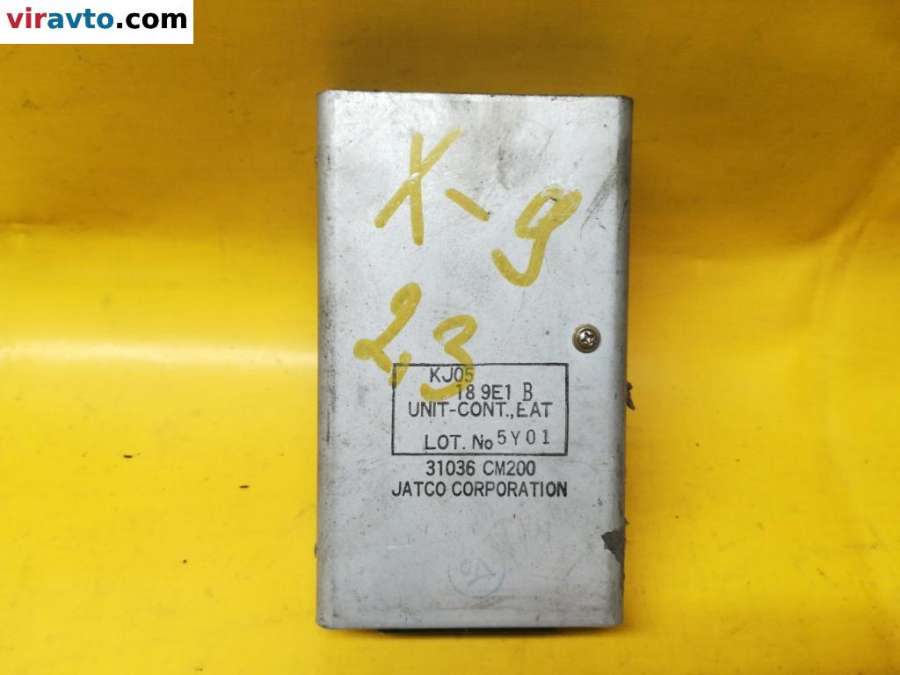 viravto.com
X-9
2,3
KJ05
18 9E1 B
UNIT-CONT.,EAT
LOT. No 5Y01
31036 CM200
JATCO CORPORATION